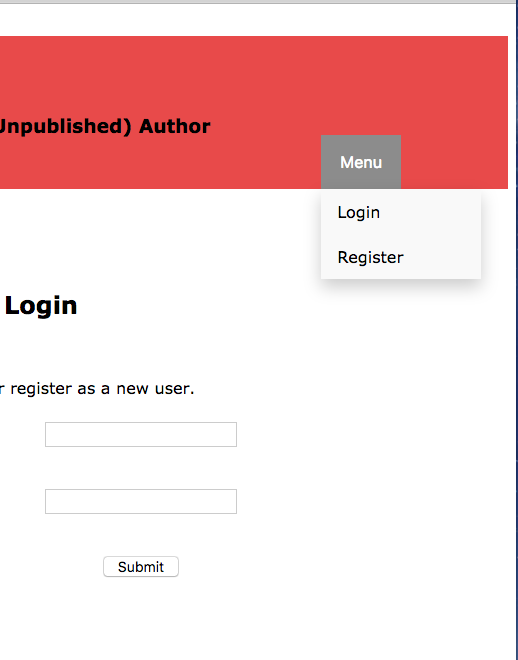 Unpublished) Author
Menu
Login
Register
Login
register as a new user.
Submit